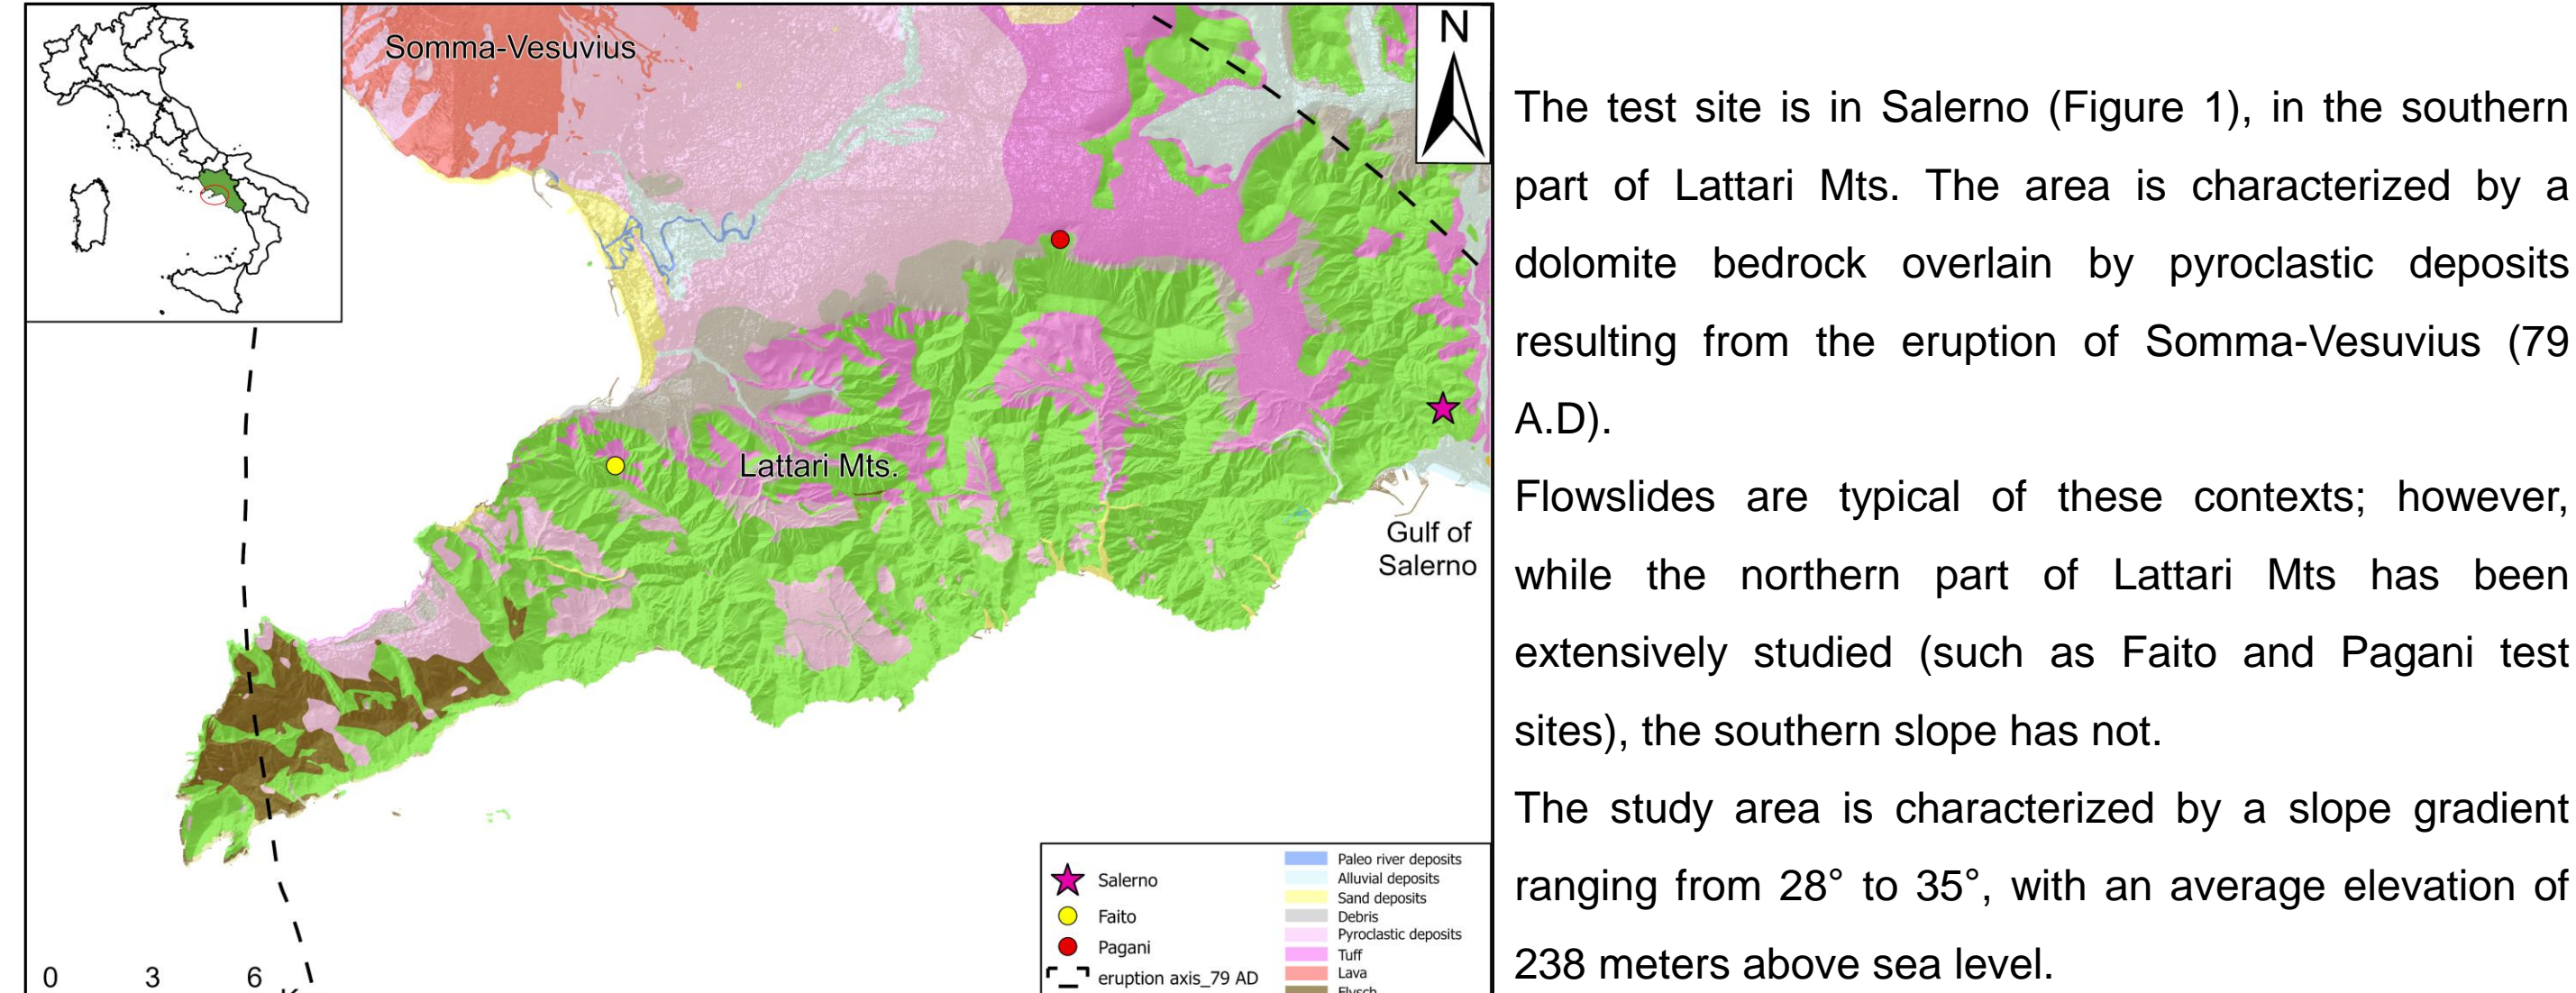 Somma-Vesuvius
N
Lattari Mts.
Gulf of
Salerno
Salerno
Faito
Pagani
eruption axis_79 AD
Paleo river deposits
Alluvial deposits
Sand deposits
Debris
Pyroclastic deposits
Tuff
Lava
Flysch
0 3 6
The test site is in Salerno (Figure 1), in the southern
part of Lattari Mts. The area is characterized by a
dolomite bedrock overlain by pyroclastic deposits
resulting from the eruption of Somma-Vesuvius (79
A.D).
Flowslides are typical of these contexts; however,
while the northern part of Lattari Mts has been
extensively studied (such as Faito and Pagani test
sites), the southern slope has not.
The study area is characterized by a slope gradient
ranging from 28° to 35°, with an average elevation of
238 meters above sea level.